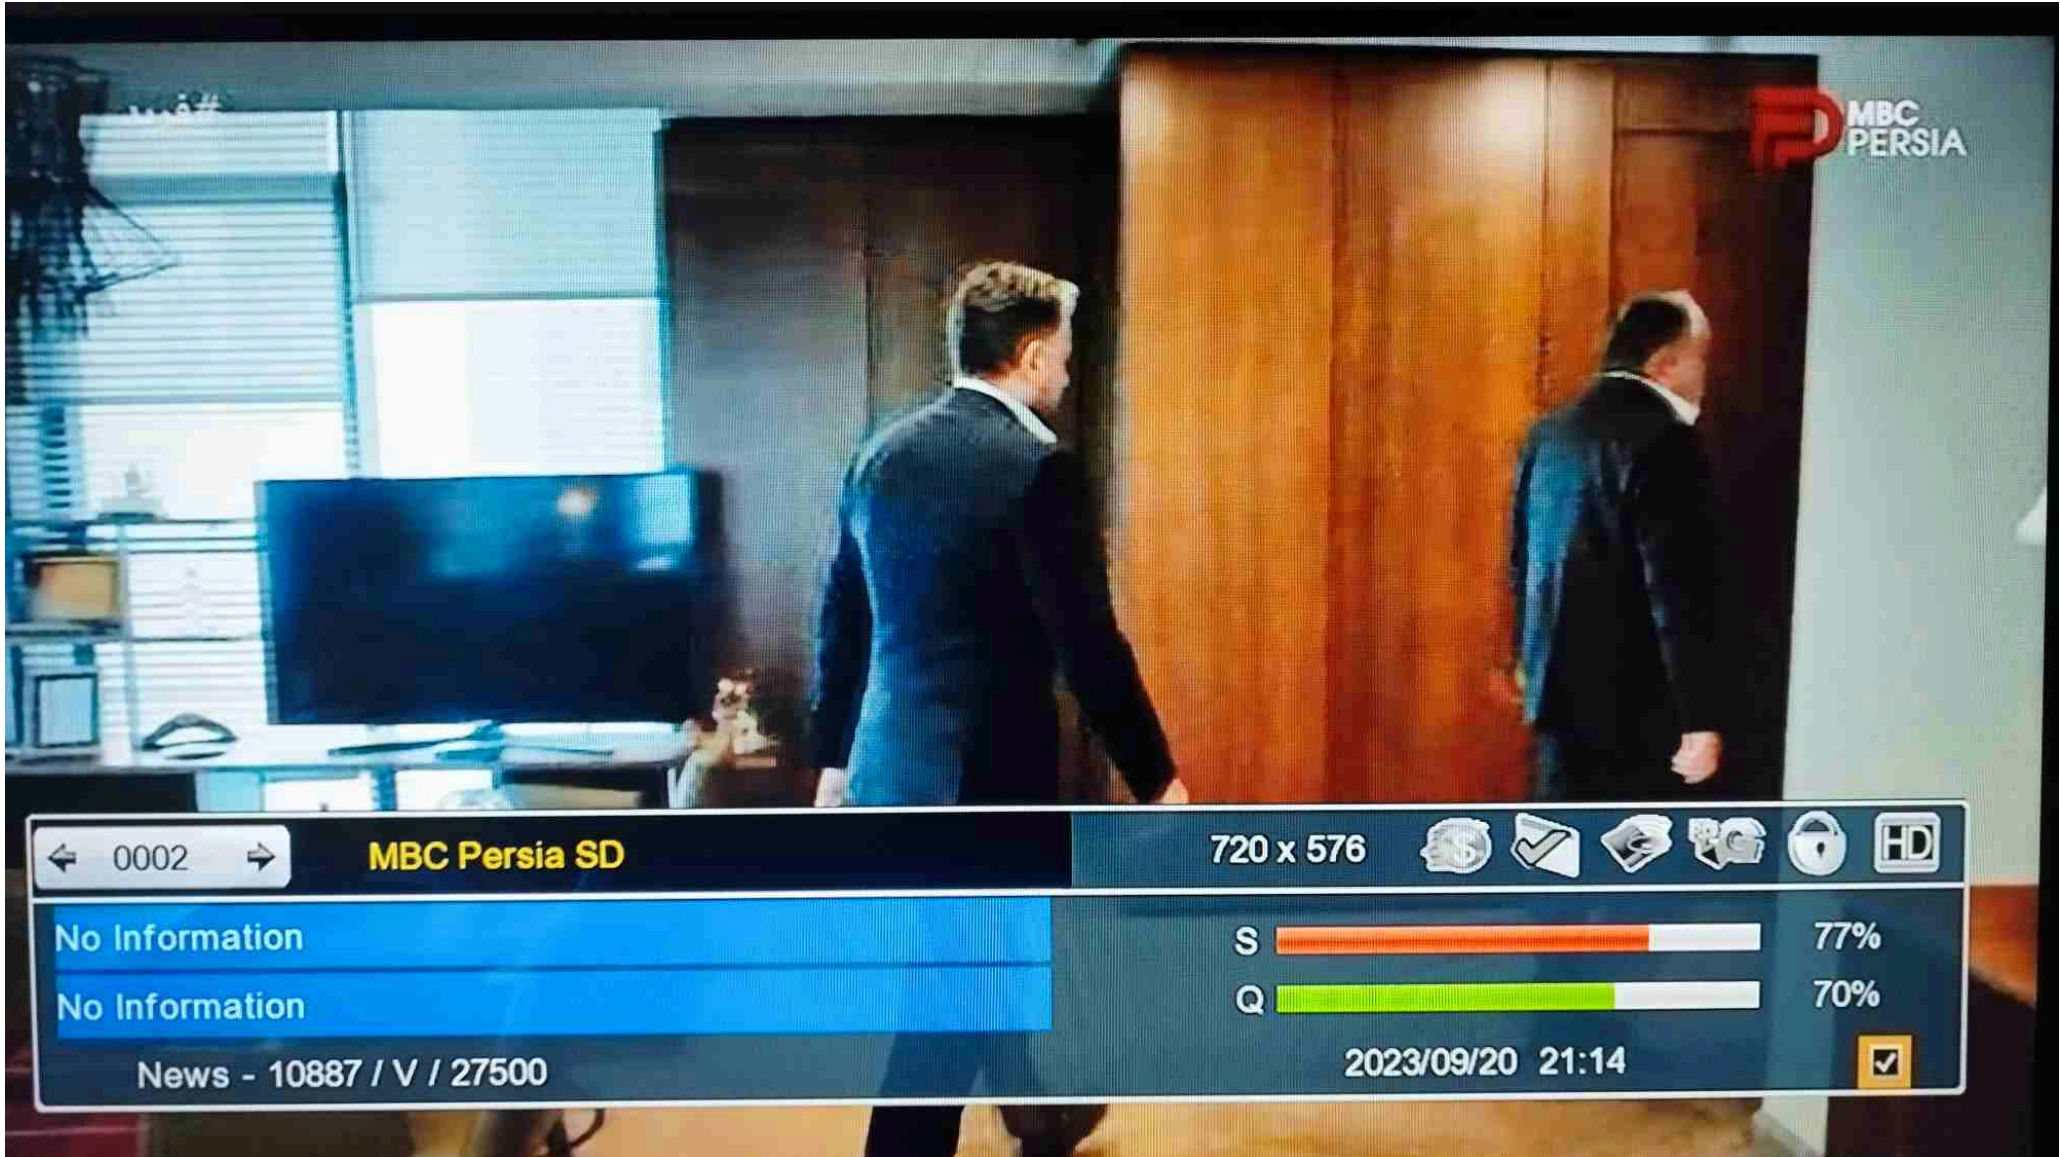 #فريد
MBC
PERSIA
0002
MBC Persia SD
720 x 576
HD
No Information
S
77%
No Information
Q
70%
News - 10887 / V / 27500
2023/09/20 21:14